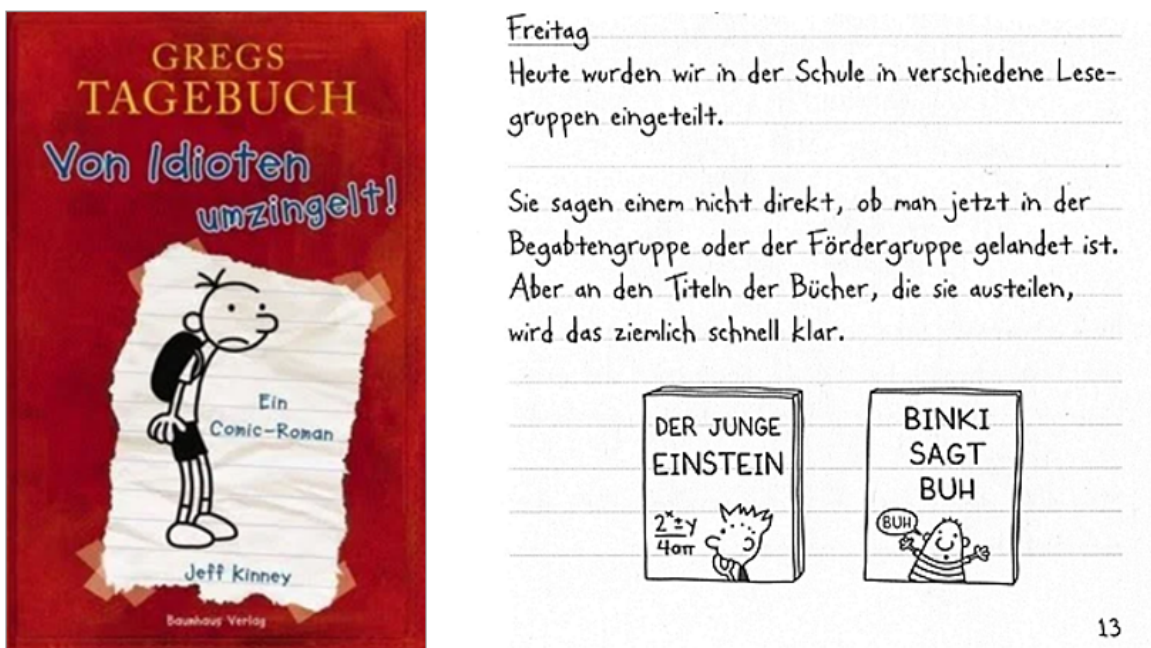 GREGS
TAGEBUCH
Von Idioten
umzingelt!
Ein
Comic-Roman
Jeff Kinney
Baumhaus Verlag
Freitag
Heute wurden wir in der Schule in verschiedene Lese-
gruppen eingeteilt.
Sie sagen einem nicht direkt, ob man jetzt in der
Begabtengruppe oder der Fördergruppe gelandet ist.
Aber an den Titeln der Bücher, die sie austeilen,
wird das ziemlich schnell klar.
DER JUNGE
EINSTEIN
2ˣ±y
4οπ
BINKI
SAGT
BUH
BUH
13